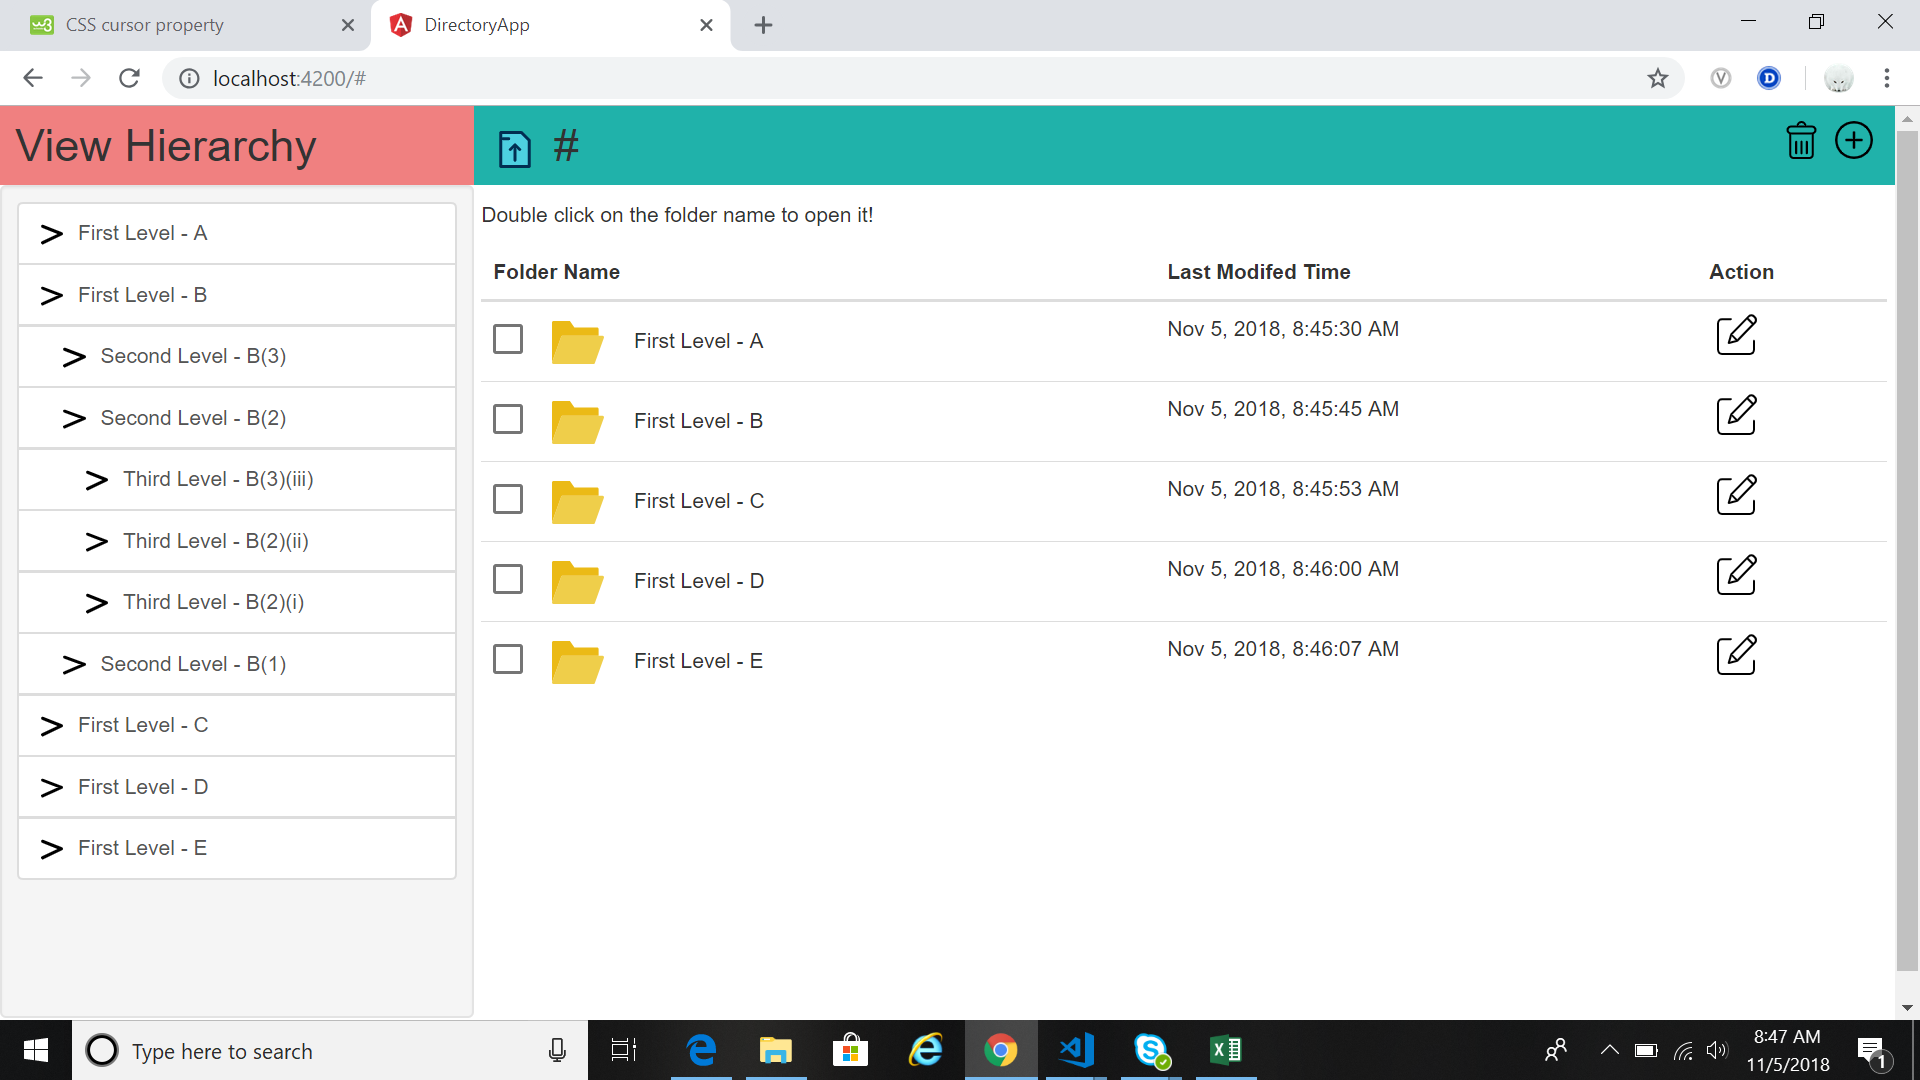 CSS cursor property
DirectoryApp
localhost:4200/#
View Hierarchy
#
First Level - A
First Level - B
Second Level - B(3)
Second Level - B(2)
Third Level - B(3)(iii)
Third Level - B(2)(ii)
Third Level - B(2)(i)
Second Level - B(1)
First Level - C
First Level - D
First Level - E
Double click on the folder name to open it!
Folder Name Last Modifed Time Action
First Level - A Nov 5, 2018, 8:45:30 AM
First Level - B Nov 5, 2018, 8:45:45 AM
First Level - C Nov 5, 2018, 8:45:53 AM
First Level - D Nov 5, 2018, 8:46:00 AM
First Level - E Nov 5, 2018, 8:46:07 AM
Type here to search
8:47 AM
11/5/2018
1